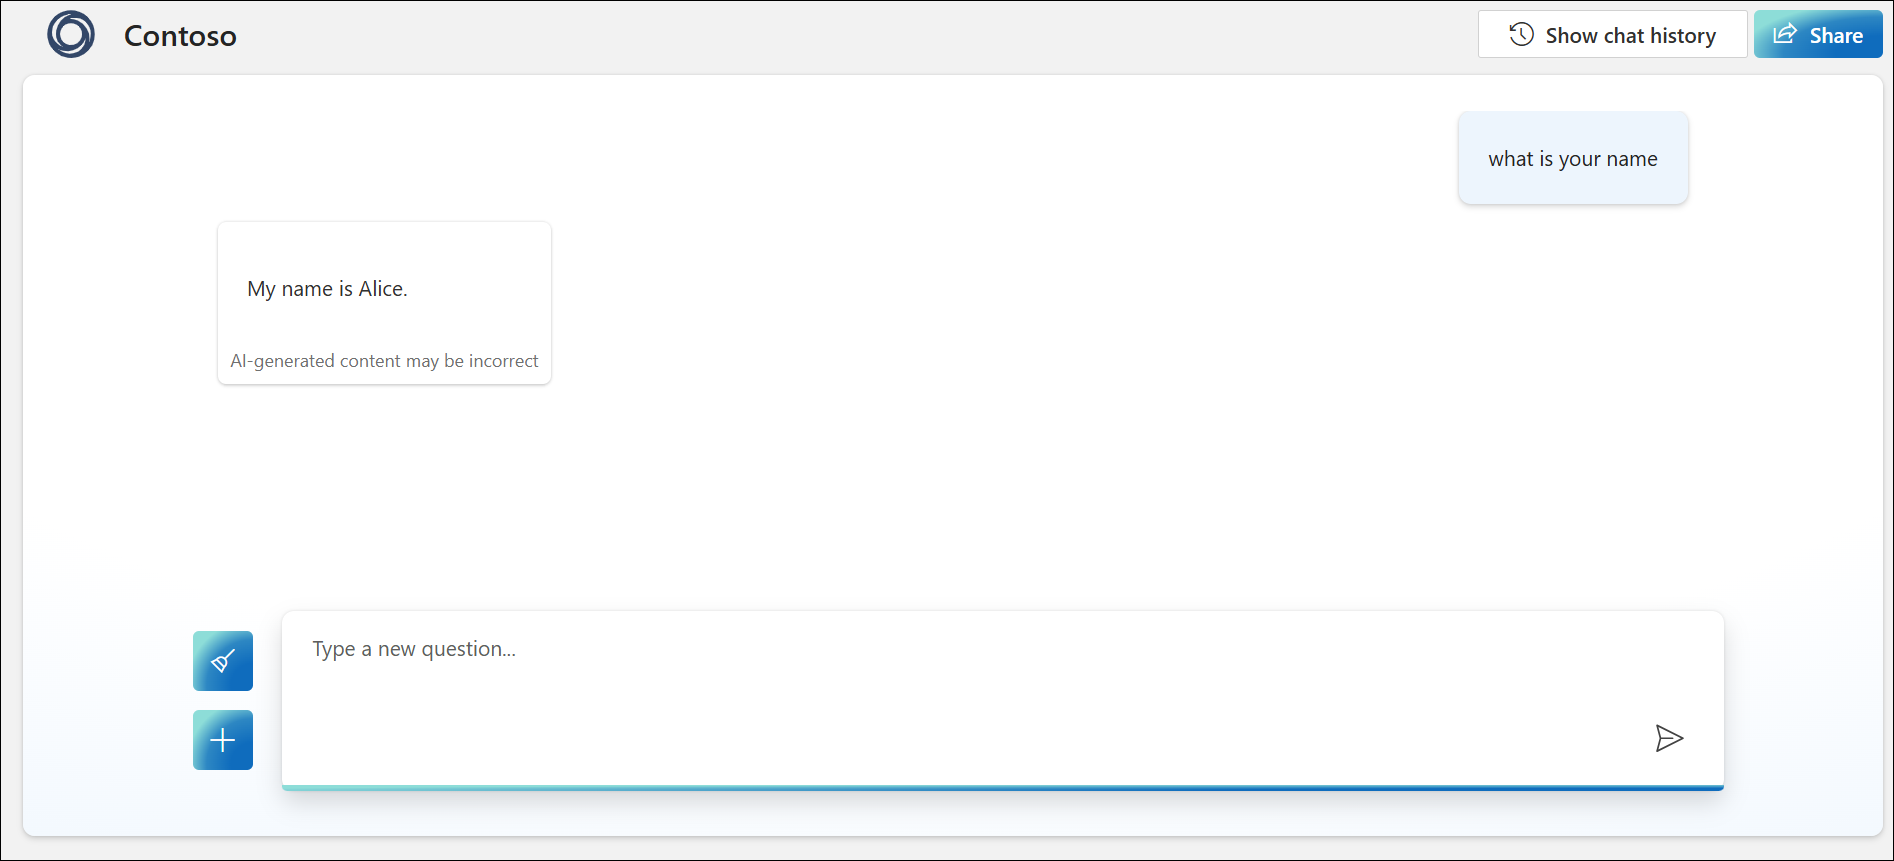 Contoso
Show chat history
Share
what is your name
My name is Alice.
AI-generated content may be incorrect
Type a new question...